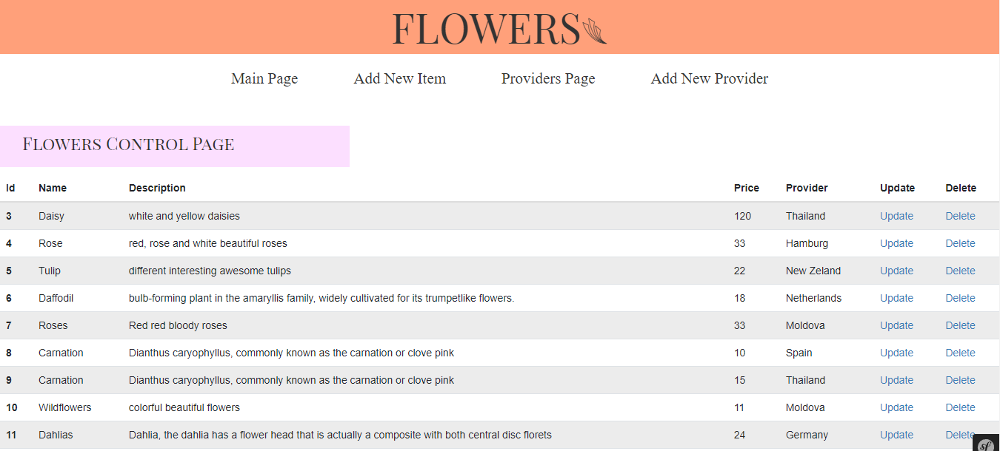 FLOWERS
Main Page Add New Item Providers Page Add New Provider
Flowers Control Page
Id Name Description Price Provider Update Delete
3 Daisy white and yellow daisies 120 Thailand Update Delete
4 Rose red, rose and white beautiful roses 33 Hamburg Update Delete
5 Tulip different interesting awesome tulips 22 New Zeland Update Delete
6 Daffodil bulb-forming plant in the amaryllis family, widely cultivated for its trumpetlike flowers. 18 Netherlands Update Delete
7 Roses Red red bloody roses 33 Moldova Update Delete
8 Carnation Dianthus caryophyllus, commonly known as the carnation or clove pink 10 Spain Update Delete
9 Carnation Dianthus caryophyllus, commonly known as the carnation or clove pink 15 Thailand Update Delete
10 Wildflowers colorful beautiful flowers 11 Moldova Update Delete
11 Dahlias Dahlia, the dahlia has a flower head that is actually a composite with both central disc florets 24 Germany Update Delete
sf